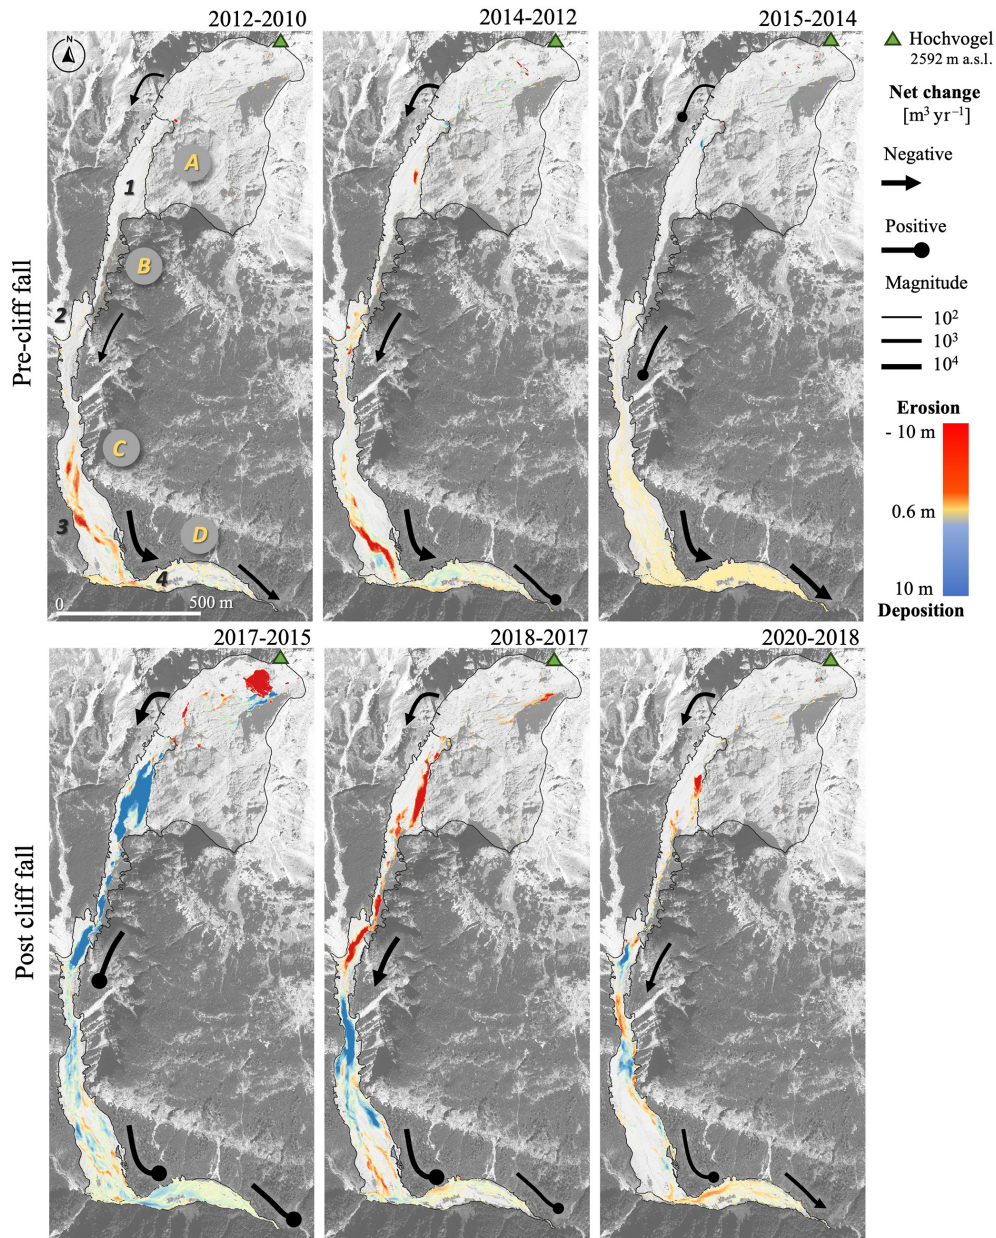 2012-2010
2014-2012
2015-2014
N
A
1
B
2
C
3
D
4
0
500 m
Pre-cliff fall
Hochvogel
2592 m a.s.l.
Net change
[m³ yr⁻¹]
Negative
Positive
Magnitude
10²
10³
10⁴
Erosion
- 10 m
0.6 m
10 m
Deposition
2017-2015
2018-2017
2020-2018
Post cliff fall